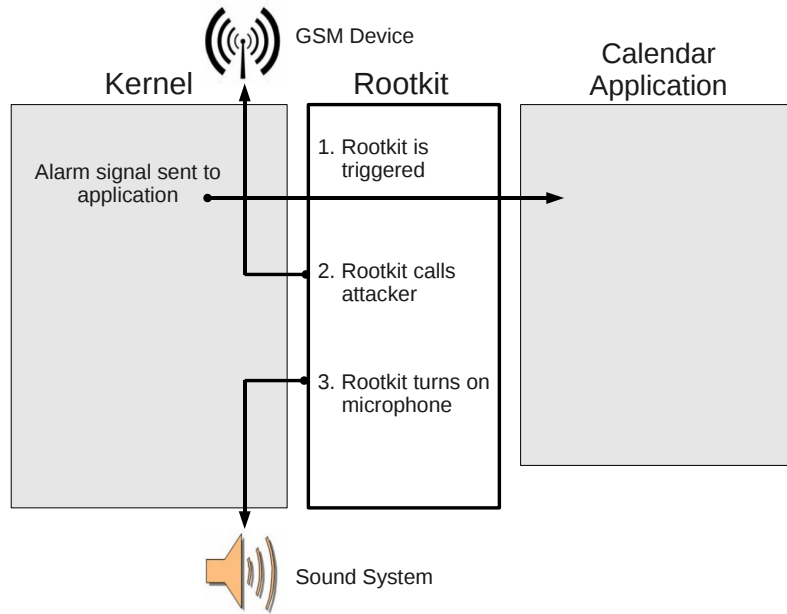 GSM Device
Kernel
Rootkit
Calendar
Application
Alarm signal sent to
application
1. Rootkit is
triggered
2. Rootkit calls
attacker
3. Rootkit turns on
microphone
Sound System